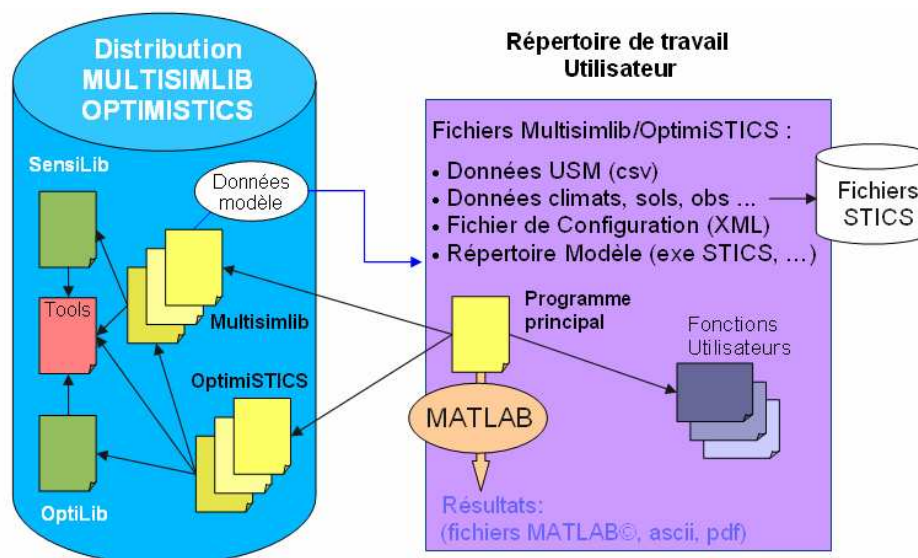 Distribution
MULTISIMLIB
OPTIMISTICS
SensiLib
Données
modèle
Tools
Multisimlib
OptimiSTICS
OptiLib
Répertoire de travail
Utilisateur
Fichiers Multisimlib/OptimiSTICS :
• Données USM (csv)
• Données climats, sols, obs ...
• Fichier de Configuration (XML)
• Répertoire Modèle (exe STICS, ...)
Fichiers
STICS
Programme
principal
Fonctions
Utilisateurs
MATLAB
Résultats:
(fichiers MATLAB©, ascii, pdf)